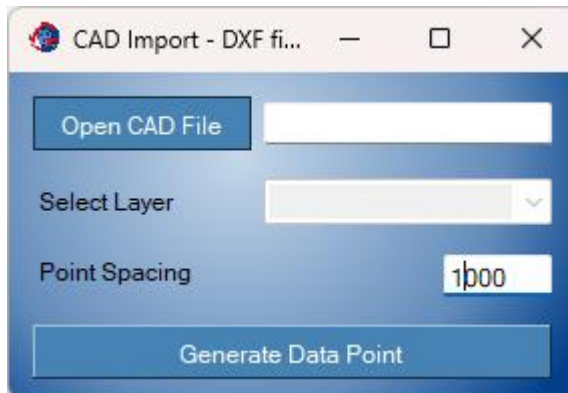 CAD Import - DXF fi...
Open CAD File
Select Layer
Point Spacing 1000
Generate Data Point